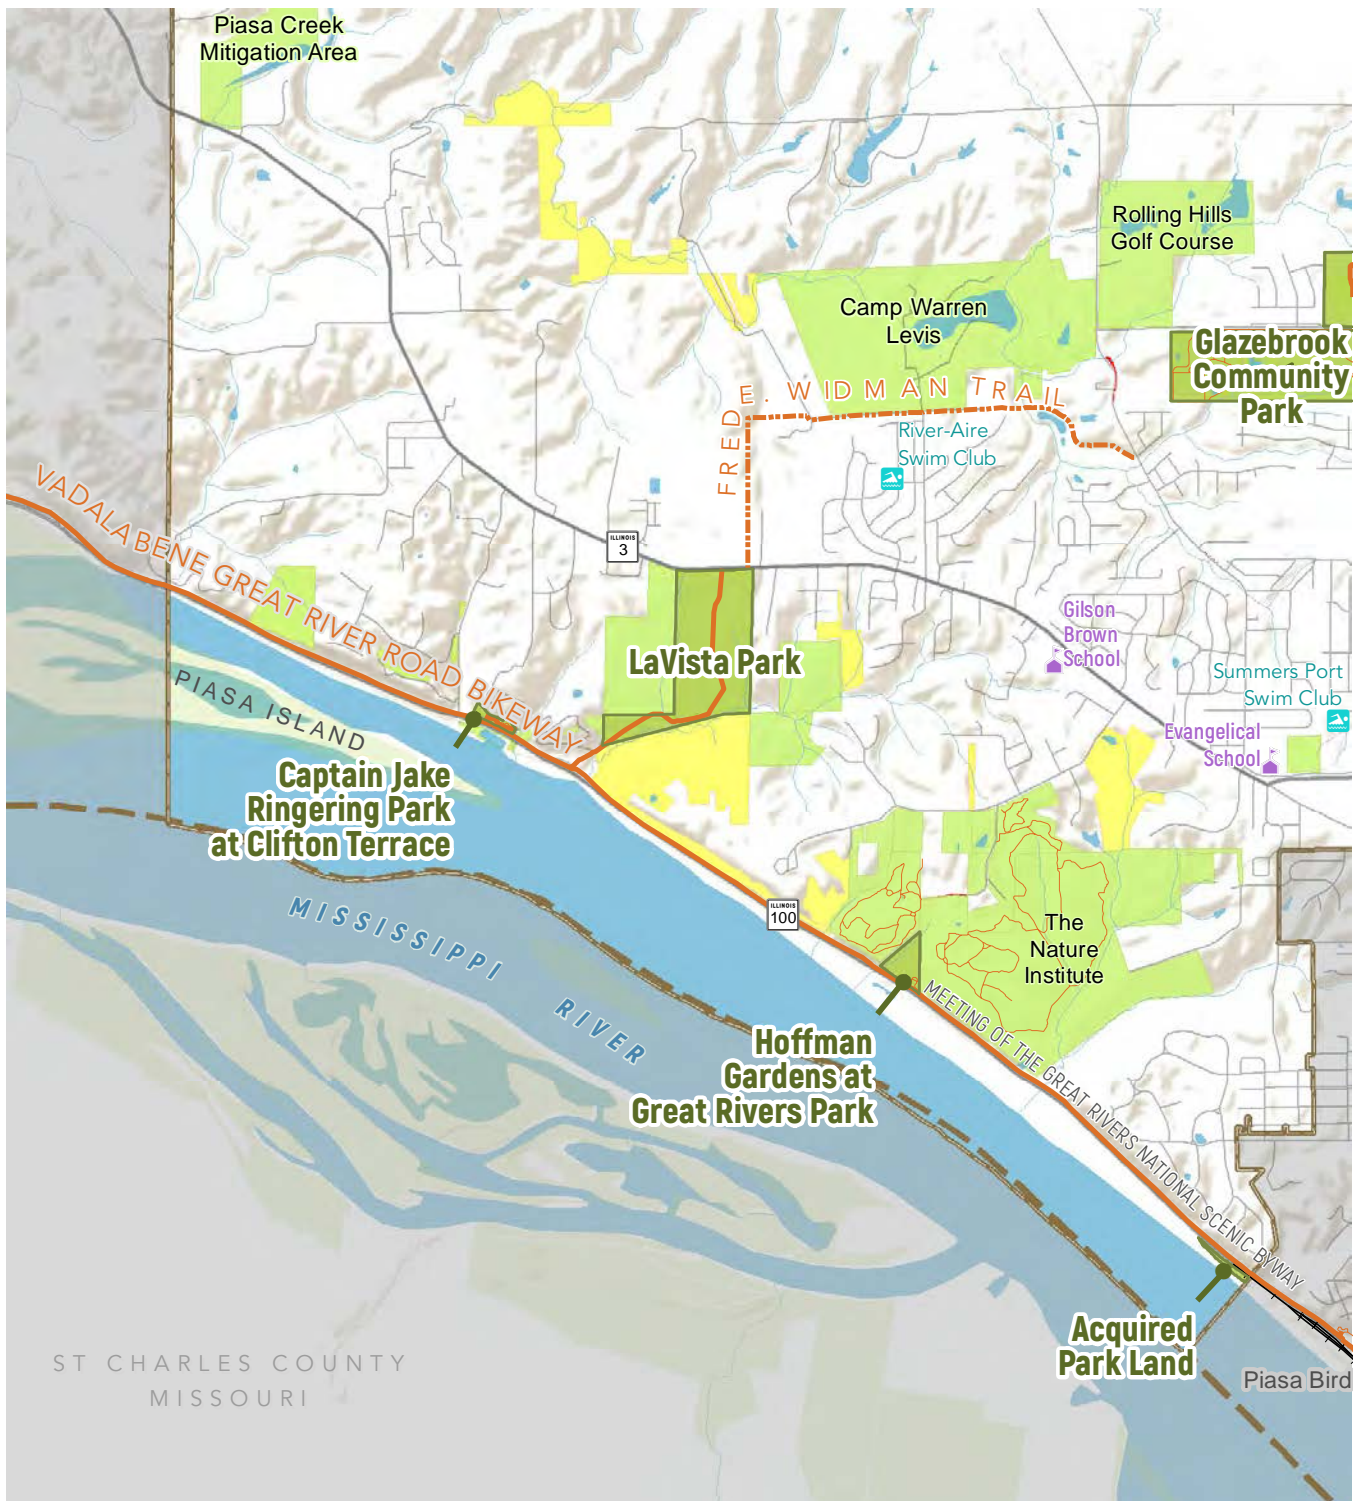 Piasa Creek
Mitigation Area
Rolling Hills
Golf Course
Camp Warren
Levis
Glazebrook
Community
Park
FRED E. WIDMAN TRAIL
River-Aire
Swim Club
VADALABENE GREAT RIVER ROAD BIKEWAY
ILLINOIS
3
Gilson
Brown
School
LaVista Park
Summers Port
Swim Club
PIASA ISLAND
Evangelical
School
Captain Jake
Ringering Park
at Clifton Terrace
ILLINOIS
100
MISSISSIPPI RIVER
The
Nature
Institute
MEETING OF THE GREAT RIVERS NATIONAL SCENIC BYWAY
Hoffman
Gardens at
Great Rivers Park
Acquired
Park Land
ST CHARLES COUNTY
MISSOURI
Piasa Bird